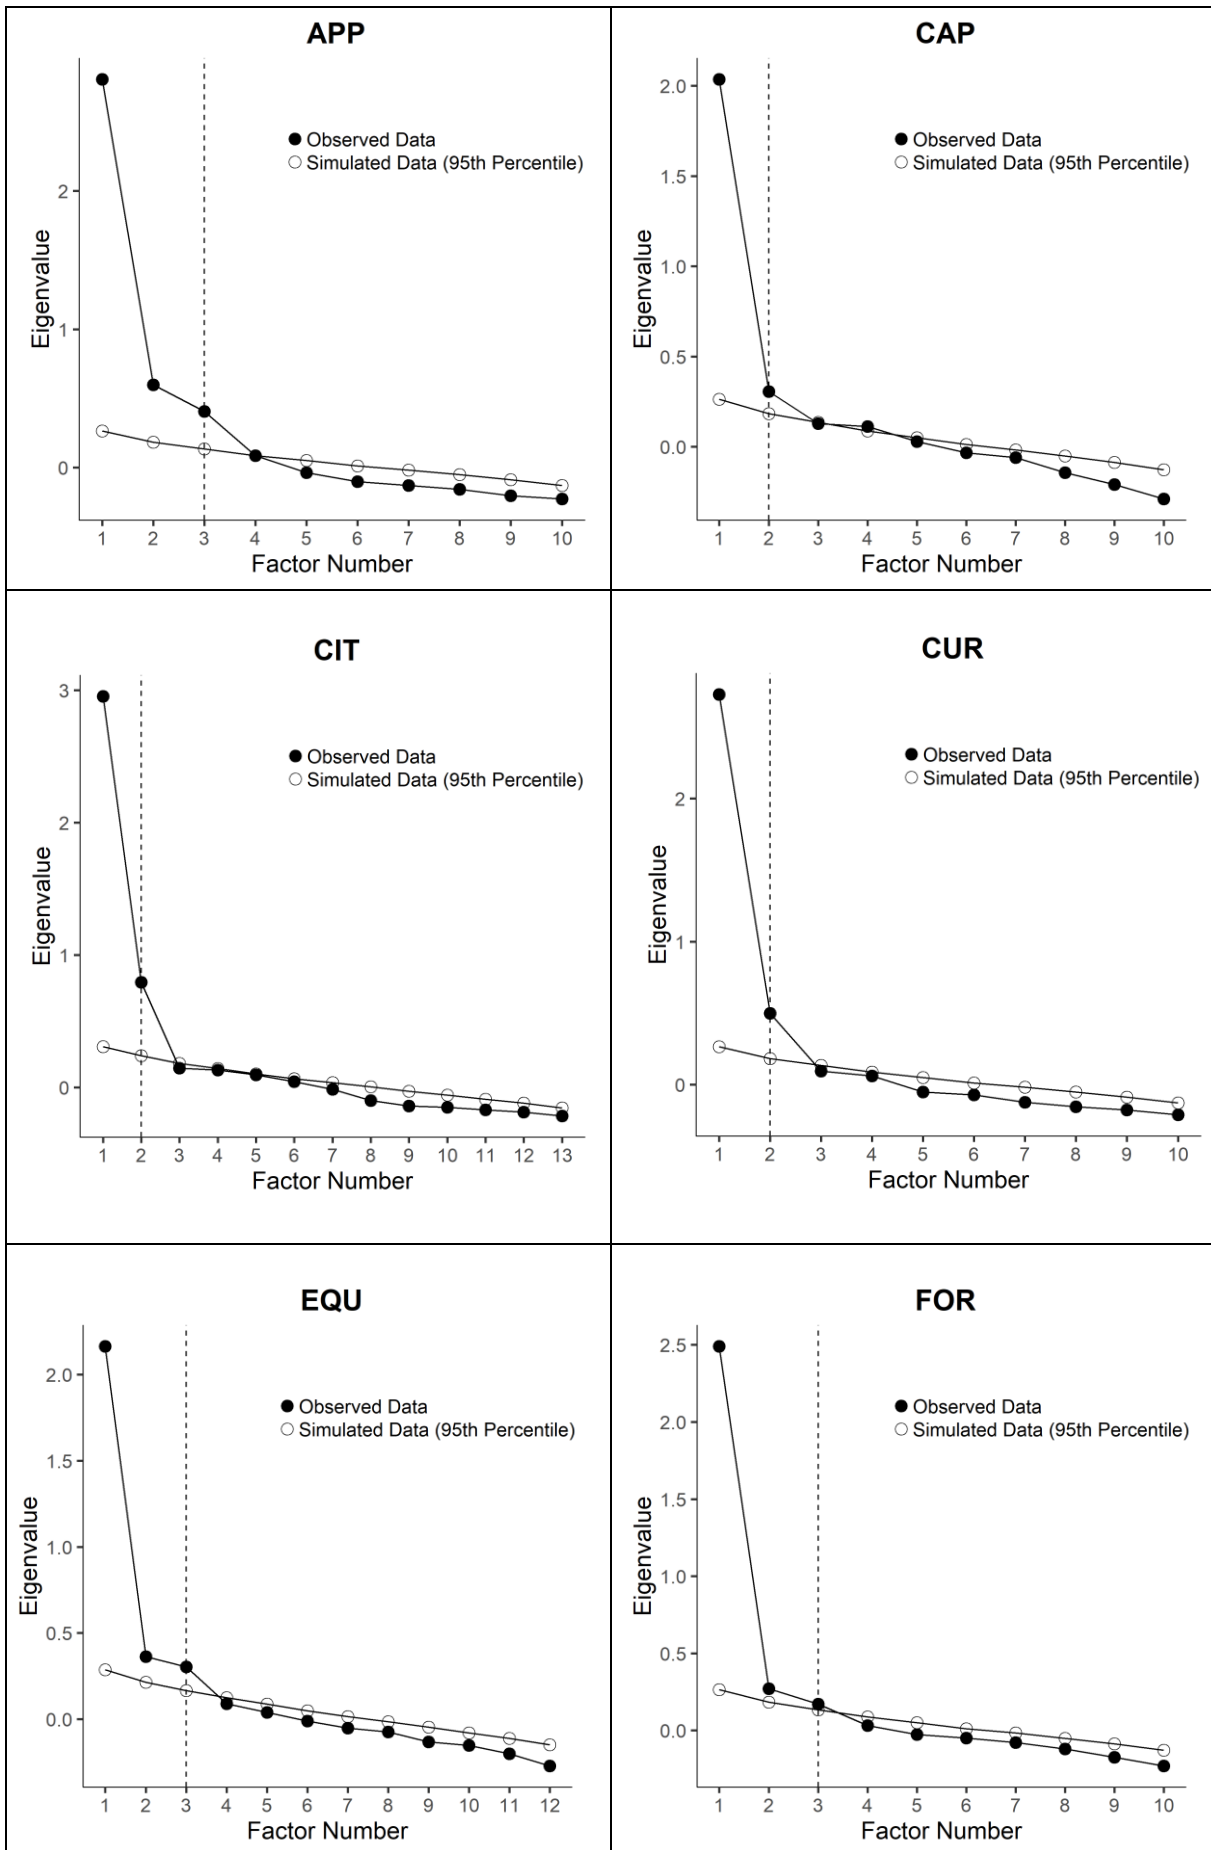 APP
Eigenvalue
2
1
0
Observed Data
Simulated Data (95th Percentile)
1 2 3 4 5 6 7 8 9 10
Factor Number
CAP
Eigenvalue
2.0
1.5
1.0
0.5
0.0
Observed Data
Simulated Data (95th Percentile)
1 2 3 4 5 6 7 8 9 10
Factor Number
CIT
Eigenvalue
3
2
1
0
Observed Data
Simulated Data (95th Percentile)
1 2 3 4 5 6 7 8 9 10 11 12 13
Factor Number
CUR
Eigenvalue
2
1
0
Observed Data
Simulated Data (95th Percentile)
1 2 3 4 5 6 7 8 9 10
Factor Number
EQU
Eigenvalue
2.0
1.5
1.0
0.5
0.0
Observed Data
Simulated Data (95th Percentile)
1 2 3 4 5 6 7 8 9 10 11 12
Factor Number
FOR
Eigenvalue
2.5
2.0
1.5
1.0
0.5
0.0
Observed Data
Simulated Data (95th Percentile)
1 2 3 4 5 6 7 8 9 10
Factor Number